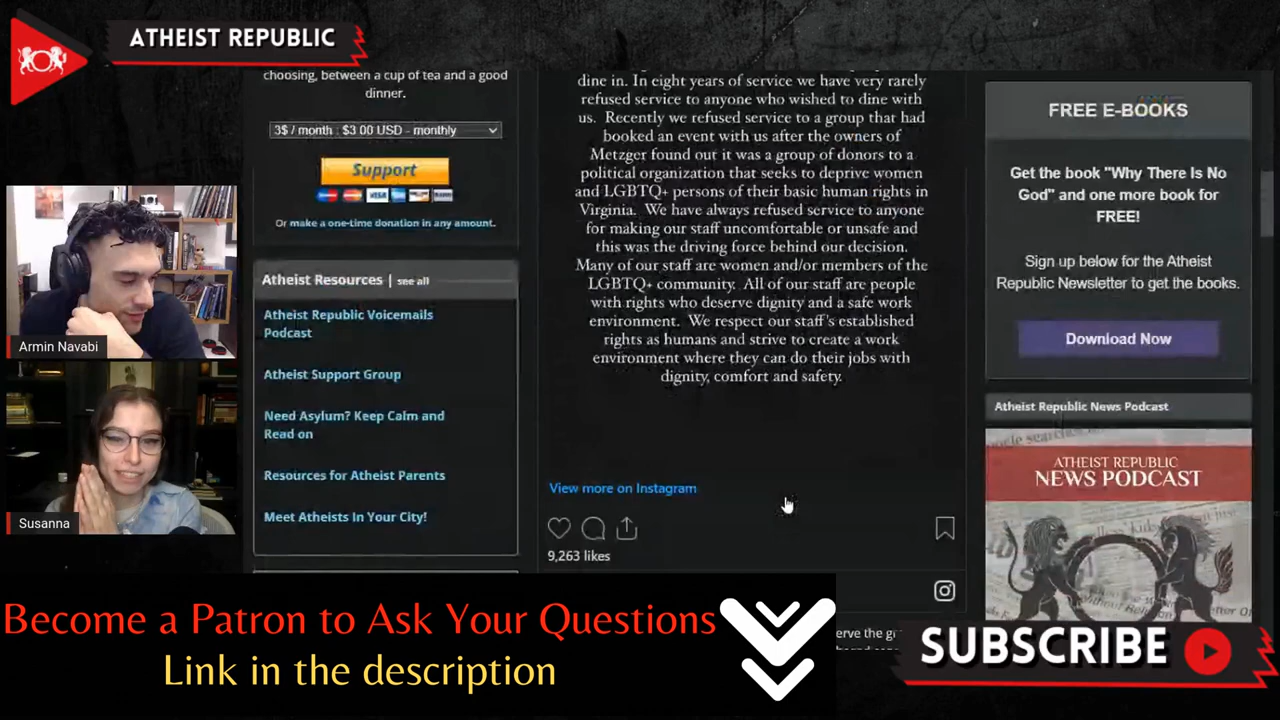 ATHEIST REPUBLIC
choosing, between a cup of tea and a good
dinner.
3$ / month : $3.00 USD - monthly
Support
Or make a one-time donation in any amount.
Atheist Resources | see all
Atheist Republic Voicemails
Podcast
Atheist Support Group
Need Asylum? Keep Calm and
Read on
Resources for Atheist Parents
Meet Atheists In Your City!
dine in. In eight years of service we have very rarely
refused service to anyone who wished to dine with
us. Recently we refused service to a group that had
booked an event with us after the owners of
Metzger found out it was a group of donors to a
political organization that seeks to deprive women
and LGBTQ+ persons of their basic human rights in
Virginia. We have always refused service to anyone
for making our staff uncomfortable or unsafe and
this was the driving force behind our decision.
Many of our staff are women and/or members of the
LGBTQ+ community. All of our staff are people
with rights who deserve dignity and a safe work
environment. We respect our staff's established
rights as humans and strive to create a work
environment where they can do their jobs with
dignity, comfort and safety.
View more on Instagram
9,263 likes
FREE E-BOOKS
Get the book "Why There Is No
God" and one more book for
FREE!
Sign up below for the Atheist
Republic Newsletter to get the books.
Download Now
Atheist Republic News Podcast
ATHEIST REPUBLIC
NEWS PODCAST
Armin Navabi
Susanna
Become a Patron to Ask Your Questions
Link in the description
SUBSCRIBE